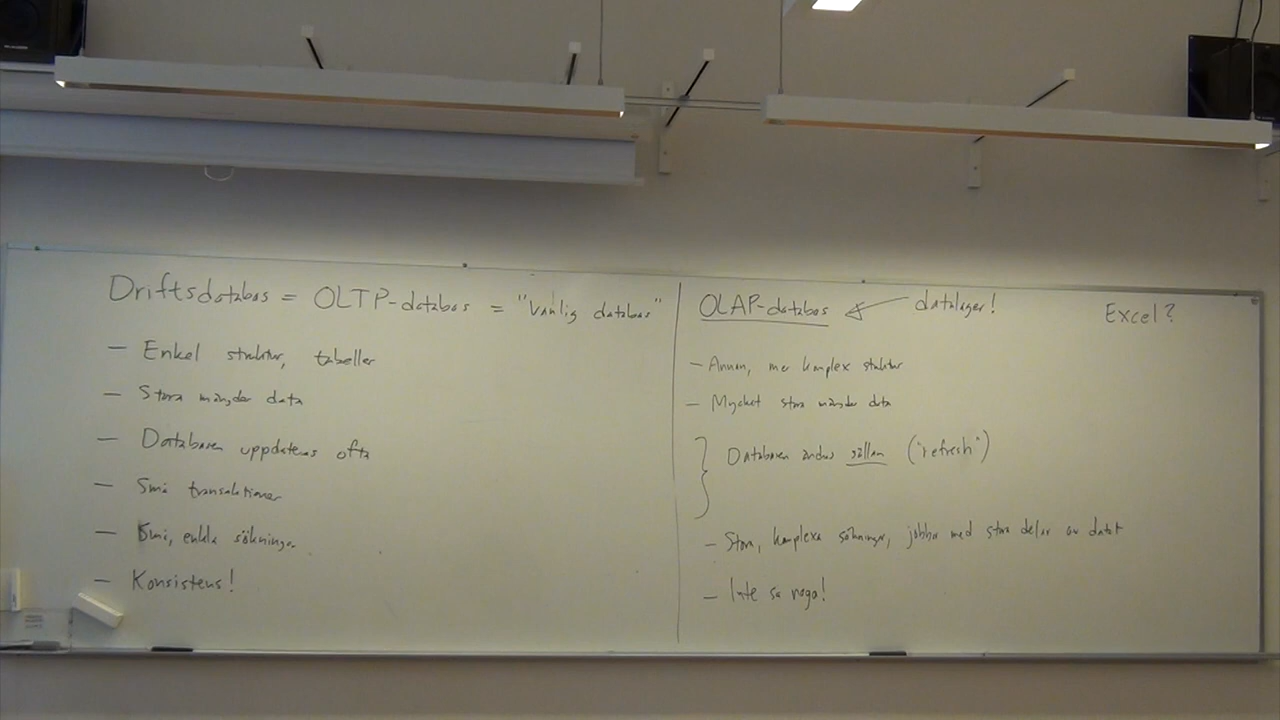 Driftsdatabas = OLTP-databas = "Vanlig databas"
— Enkel struktur, tabeller
— Stora mängder data
— Databasen uppdateras ofta
— Små transaktioner
— Små, enkla sökningar
— Konsistens!
OLAP-databas ← datalager!
Excel?
— Annan, mer komplex struktur
— Mycket stora mängder data
} Databasen ändras sällan ("refresh")
— Stora, komplexa sökningar, jobbar med stora delar av datat
— Inte så noga!